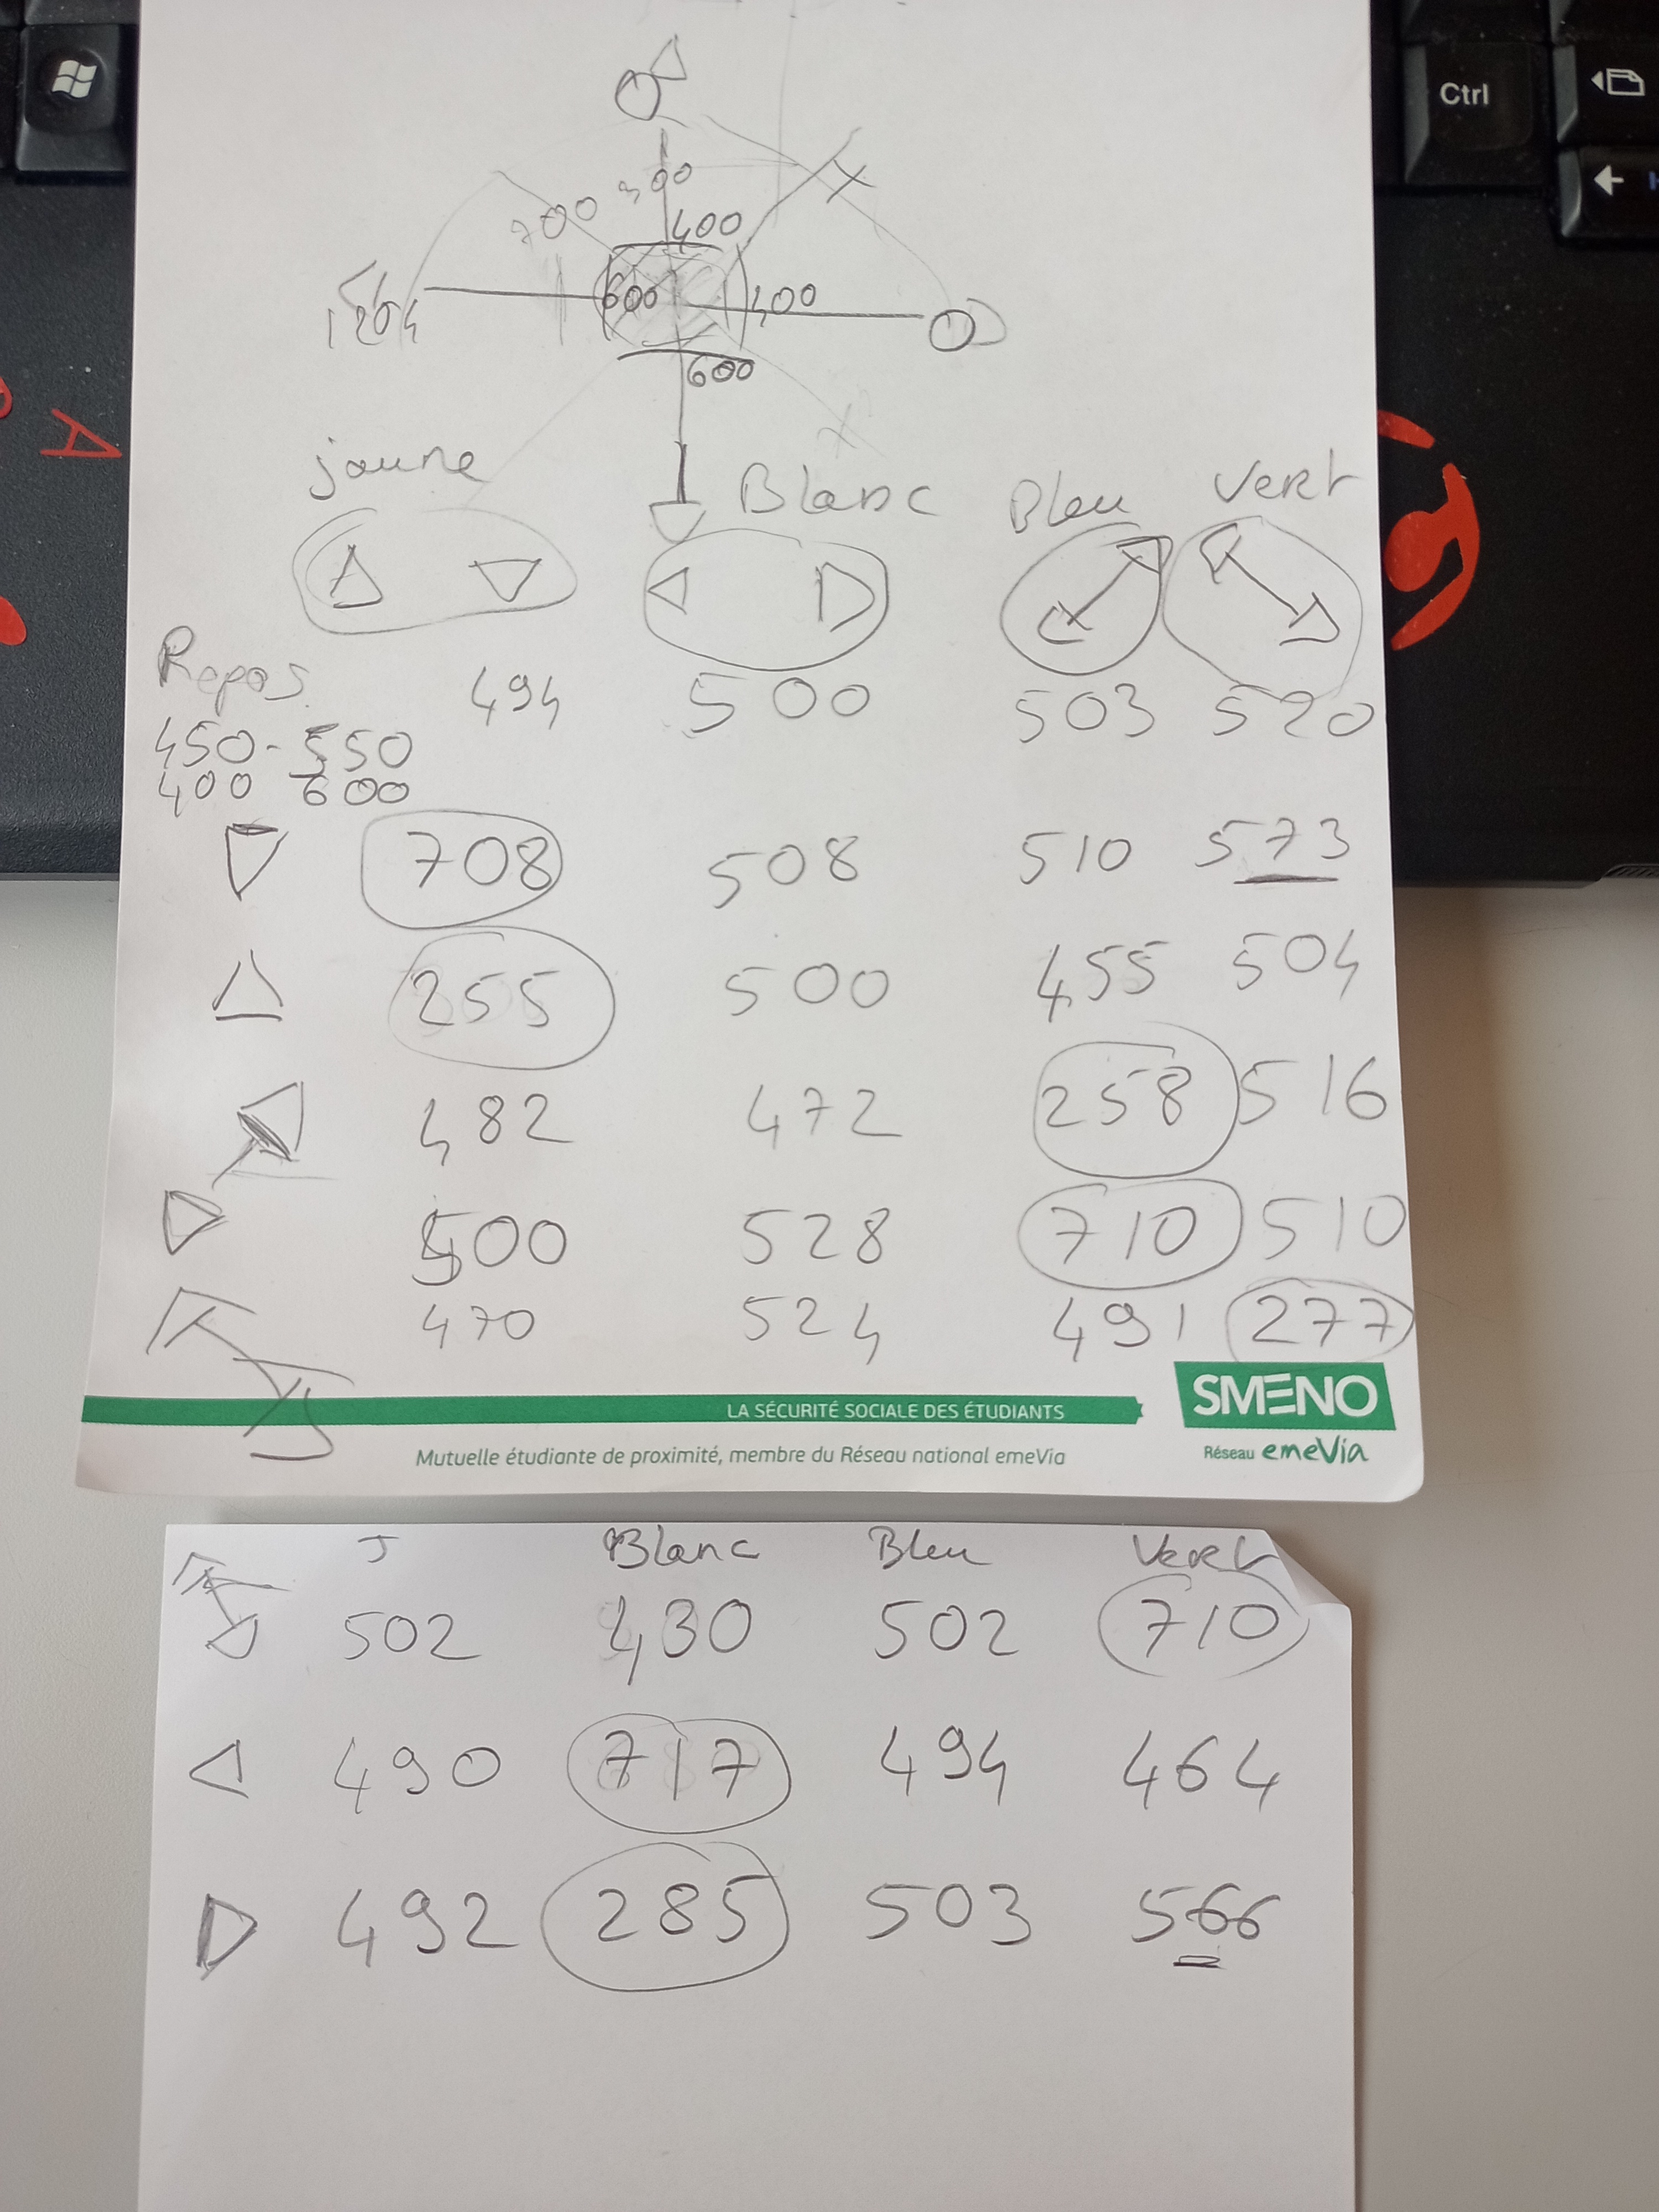 Ctrl
700 300 400
1204 600 400
600
A
jaune Blanc Bleu Vert
Repos 494 500 503 520
450-550
400 600
708 508 510 573
255 500 455 504
482 472 258 516
500 528 710 510
470 524 491 277
LA SÉCURITÉ SOCIALE DES ÉTUDIANTS
SMENO
Mutuelle étudiante de proximité, membre du Réseau national emeVia
Réseau emeVia
J Blanc Bleu Vert
502 430 502 710
490 717 494 464
492 285 503 566